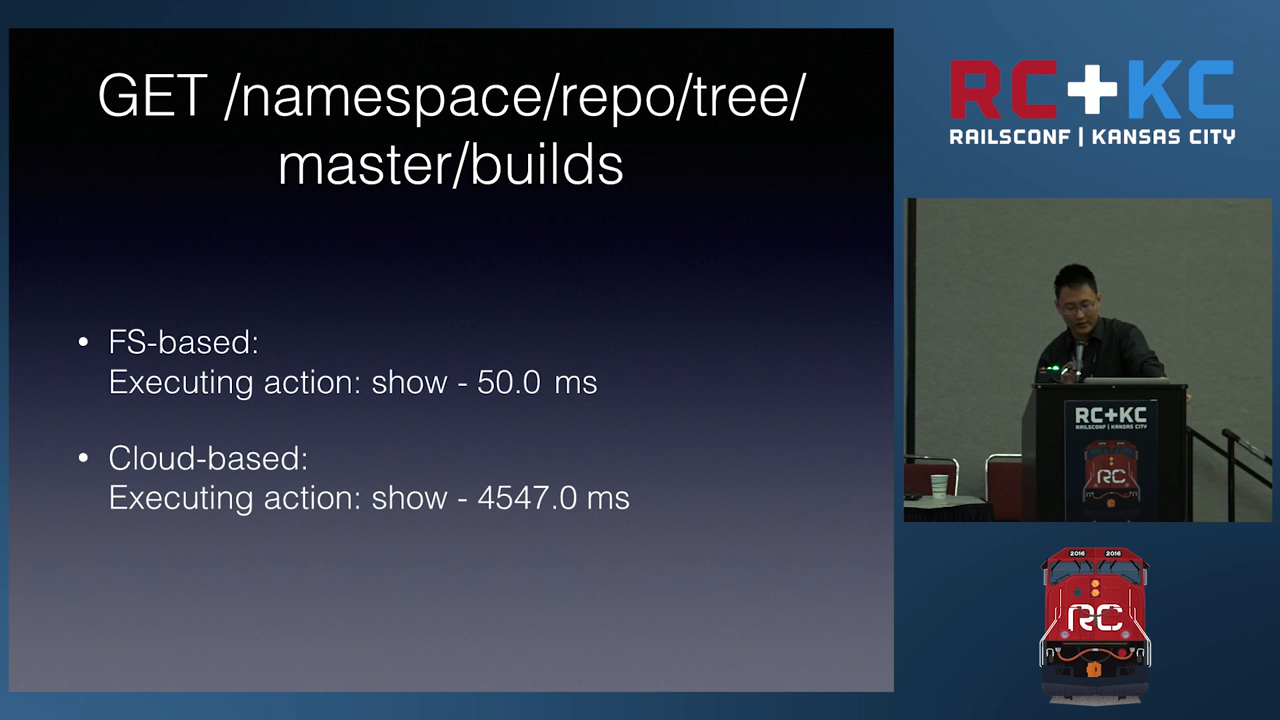 GET /namespace/repo/tree/
master/builds
• FS-based:
Executing action: show - 50.0 ms
• Cloud-based:
Executing action: show - 4547.0 ms
RC+KC
RAILSCONF | KANSAS CITY
RC+KC
RAILSCONF | KANSAS CITY
RC
2016 2016
RC